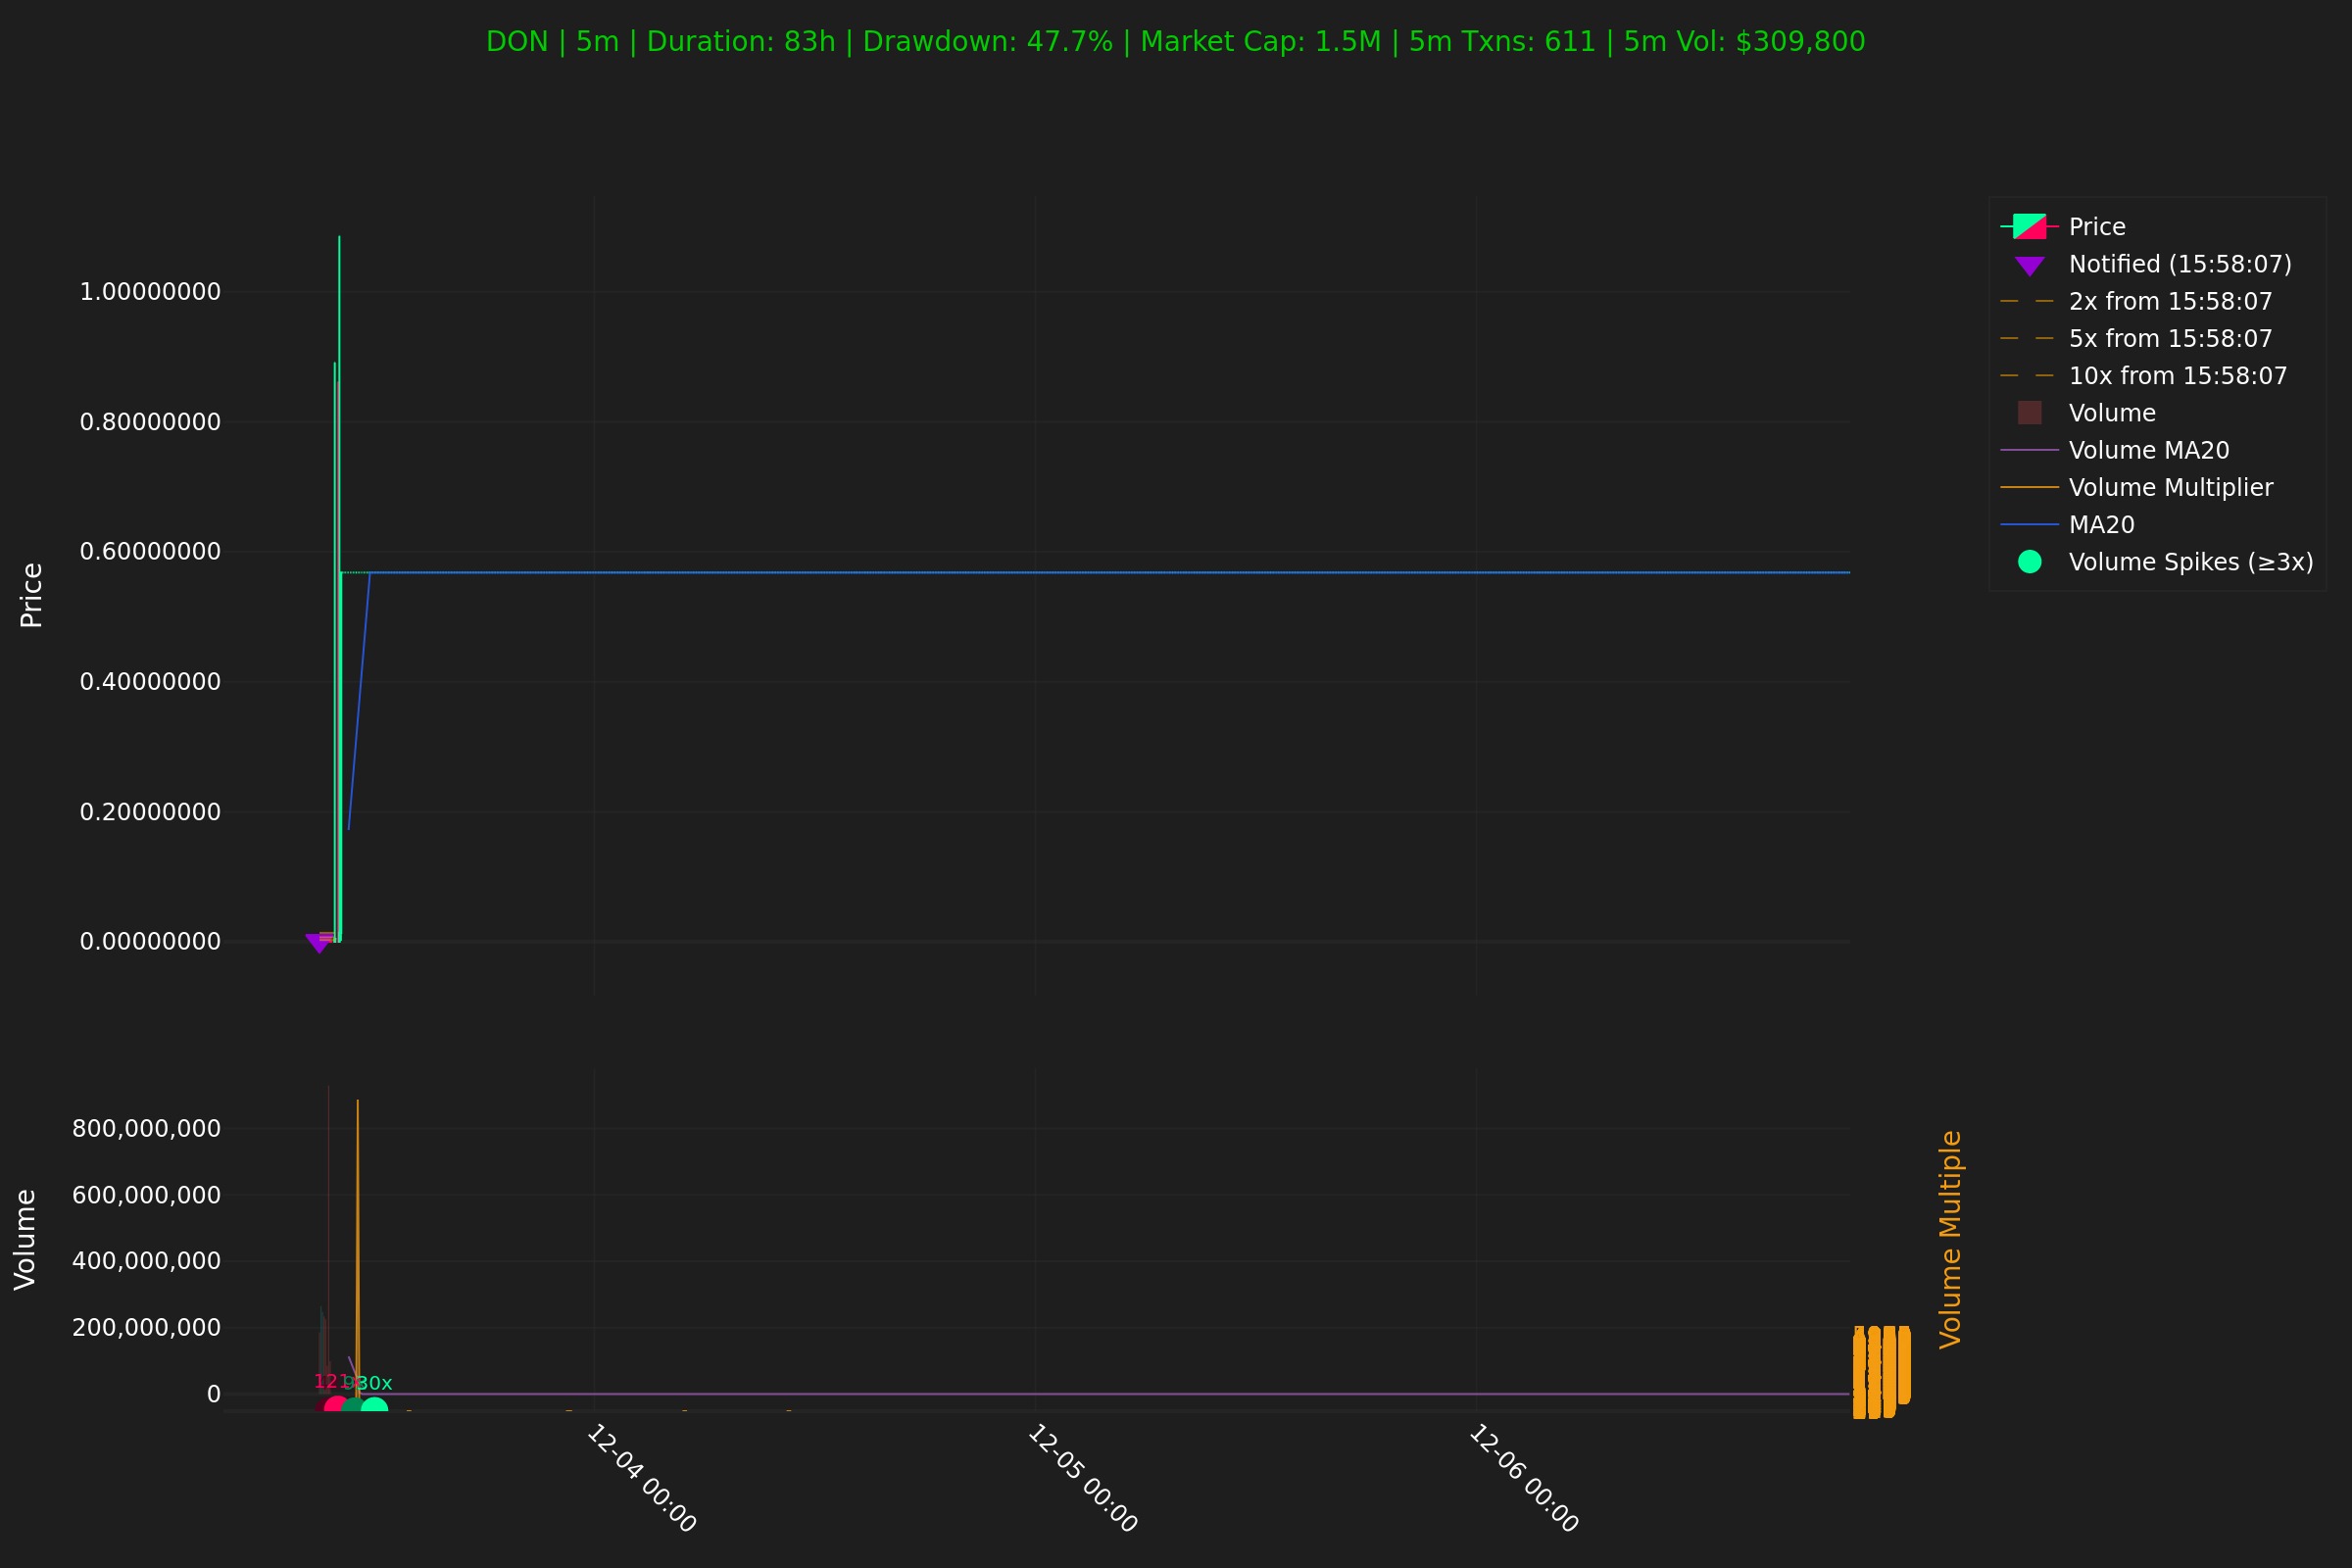 DON | 5m | Duration: 83h | Drawdown: 47.7% | Market Cap: 1.5M | 5m Txns: 611 | 5m Vol: $309,800
Price
1.00000000
0.80000000
0.60000000
0.40000000
0.20000000
0.00000000
Price
Notified (15:58:07)
2x from 15:58:07
5x from 15:58:07
10x from 15:58:07
Volume
Volume MA20
Volume Multiplier
MA20
Volume Spikes (≥3x)
Volume
800,000,000
600,000,000
400,000,000
200,000,000
0
30x
Volume Multiple
12-04 00:00
12-05 00:00
12-06 00:00